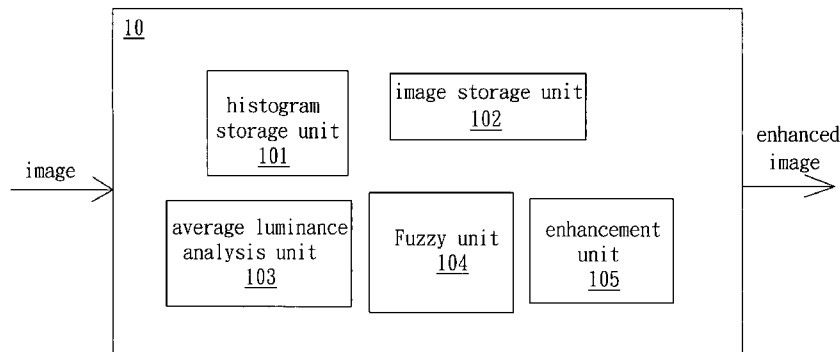 10
histogram
storage unit
101
image storage unit
102
image
enhanced
image
average luminance
analysis unit
103
Fuzzy unit
104
enhancement
unit
105